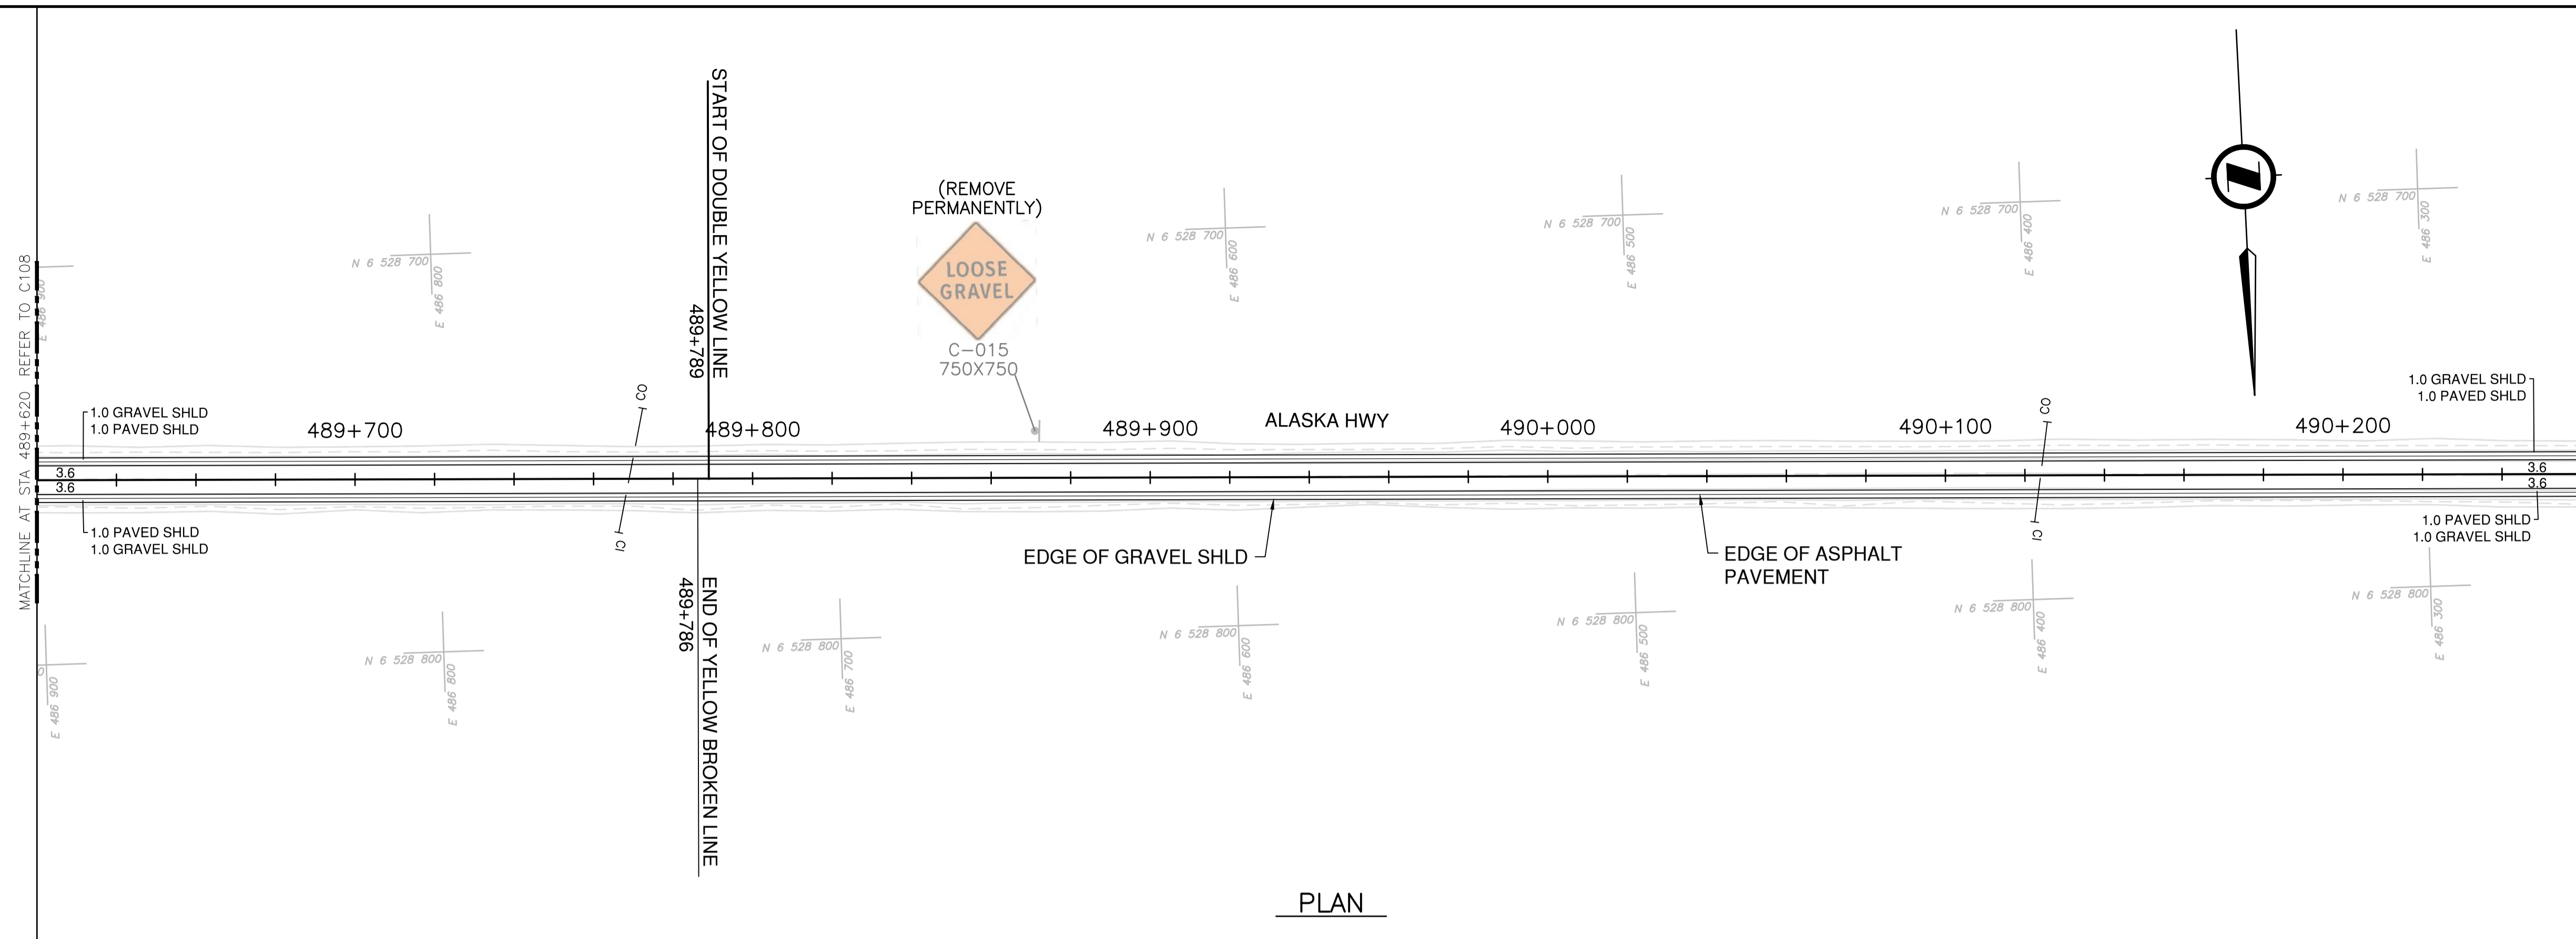 MATCHLINE AT STA 489+620 REFER TO C108
START OF DOUBLE YELLOW LINE
489+789
(REMOVE
PERMANENTLY)
LOOSE
GRAVEL
C-015
750X750
N 6 528 700
E 486 800
N 6 528 700
E 486 600
N 6 528 700
E 486 500
N 6 528 700
E 486 400
N 6 528 700
E 486 300
E 486 900
1.0 GRAVEL SHLD
1.0 PAVED SHLD
1.0 GRAVEL SHLD
1.0 PAVED SHLD
CO
CO
489+700
489+800
489+900
ALASKA HWY
490+000
490+100
490+200
3.6
3.6
3.6
3.6
1.0 PAVED SHLD
1.0 GRAVEL SHLD
CI
CI
1.0 PAVED SHLD
1.0 GRAVEL SHLD
EDGE OF GRAVEL SHLD
EDGE OF ASPHALT
PAVEMENT
END OF YELLOW BROKEN LINE
489+786
0
E 486 900
N 6 528 800
E 486 800
N 6 528 800
E 486 700
N 6 528 800
E 486 600
N 6 528 800
E 486 500
N 6 528 800
E 486 400
N 6 528 800
E 486 300
PLAN